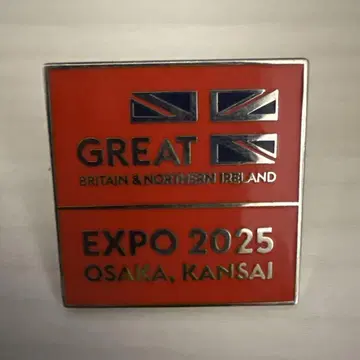 GREAT
BRITAIN & NORTHERN IRELAND
EXPO 2025
OSAKA, KANSAI